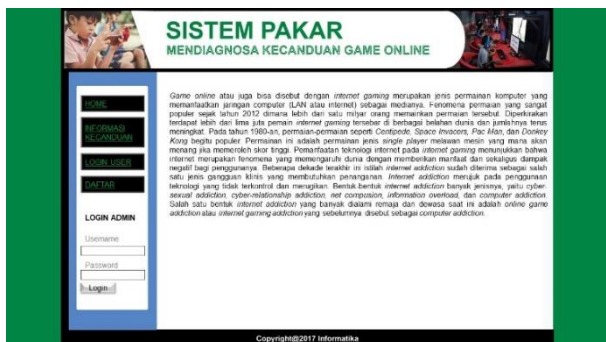 SISTEM PAKAR
MENDIAGNOSA KECANDUAN GAME ONLINE
HOME
INFORMASI
KECANDUAN
LOGIN USER
DAFTAR
LOGIN ADMIN
Username
Password
Login
Game online atau juga bisa disebut dengan internet gaming merupakan jenis permainan komputer yang
memanfaatkan jaringan computer (LAN atau internet) sebagai medianya. Fenomena permaian yang sangat
populer sejak tahun 2012 dimana lebih dari satu milyar orang memainkan permaian tersebut. Diperkirakan
terdapat lebih dari lima juta pemain internet gaming tersebar di berbagai belahan dunia dan jumlahnya terus
meningkat. Pada tahun 1980-an, permaian-permaian seperti Centipede, Space Invacers, Pac Man, dan Donkey
Kong begitu populer. Permainan ini adalah permainan jenis single player melawan mesin yang mana akan
menang jika memeroleh skor tinggi. Pemanfaatan teknologi internet pada internet gaming menunjukkan bahwa
internet merupakan fenomena yang memengaruhi dunia dengan memberikan manfaat dan sekaligus dampak
negatif bagi penggunanya. Beberapa dekade terakhir ini istilah internet addiction sudah diterima sebagai salah
satu jenis gangguan klinis yang membutuhkan penanganan. Internet addiction merujuk pada penggunaan
teknologi yang tidak terkontrol dan merugikan. Bentuk-bentuk internet addiction banyak jenisnya, yaitu cyber-
sexual addiction, cyber-relationship addiction, net compulsion, information overload, dan computer addiction.
Salah satu bentuk internet addiction yang banyak dialami remaja dan dewasa saat ini adalah online game
addiction atau internet gaming addiction yang sebelumnya disebut sebagai computer addiction.
Copyright@2017 Informatika